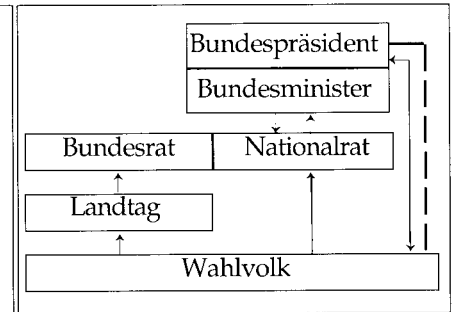 Bundespräsident
Bundesminister
Bundesrat Nationalrat
Landtag
Wahlvolk